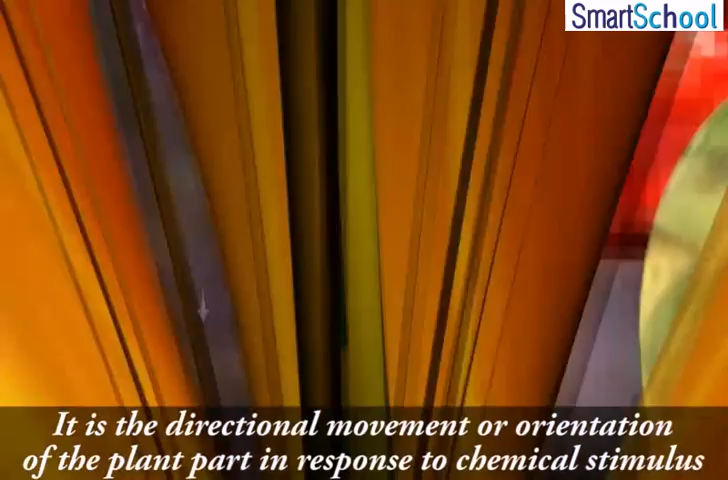 SmartSchool
It is the directional movement or orientation
of the plant part in response to chemical stimulus